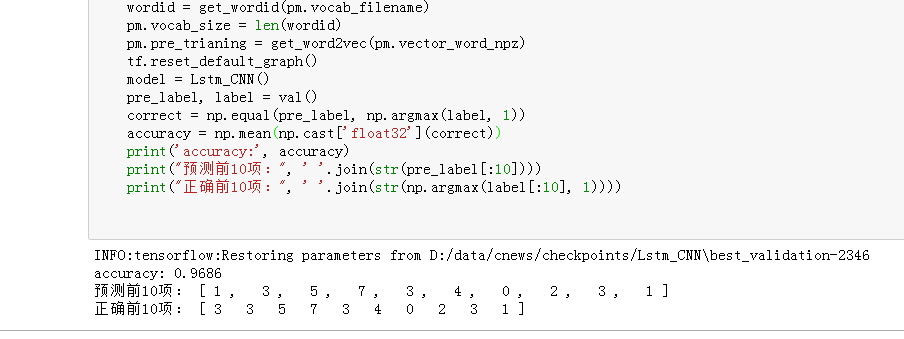 wordid = get_wordid(pm.vocab_filename)
pm.vocab_size = len(wordid)
pm.pre_trianing = get_word2vec(pm.vector_word_npz)
tf.reset_default_graph()
model = Lstm_CNN()
pre_label, label = val()
correct = np.equal(pre_label, np.argmax(label, 1))
accuracy = np.mean(np.cast['float32'](correct))
print('accuracy:', accuracy)
print("预测前10项：", ' '.join(str(pre_label[:10])))
print("正确前10项：", ' '.join(str(np.argmax(label[:10], 1))))
INFO:tensorflow:Restoring parameters from D:/data/cnews/checkpoints/Lstm_CNN\best_validation-2346
accuracy: 0.9686
预测前10项： [ 1 ,   3 ,   5 ,   7 ,   3 ,   4 ,   0 ,   2 ,   3 ,   1 ]
正确前10项： [ 3   3   5   7   3   4   0   2   3   1 ]